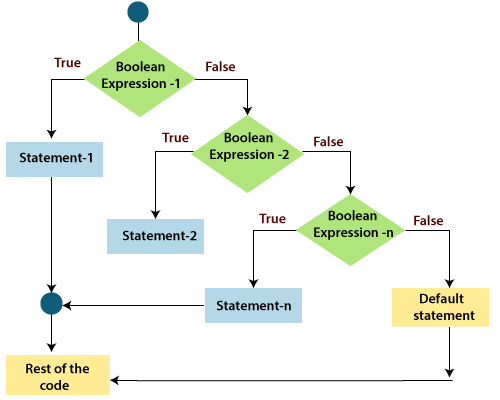 True
Boolean
Expression -1
False
Statement-1
True
Boolean
Expression -2
False
Statement-2
True
Boolean
Expression -n
False
Statement-n
Default
statement
Rest of the
code